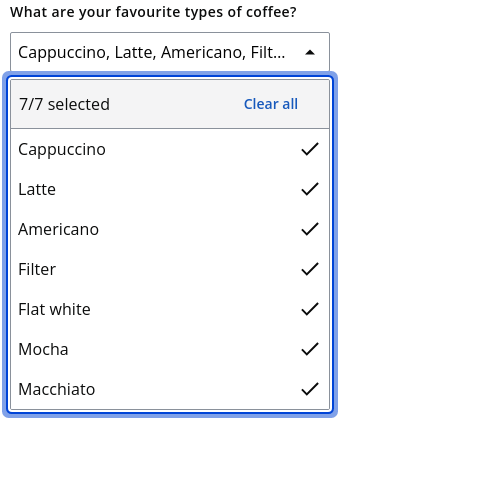 What are your favourite types of coffee?
Cappuccino, Latte, Americano, Filt...
7/7 selected Clear all
Cappuccino
Latte
Americano
Filter
Flat white
Mocha
Macchiato